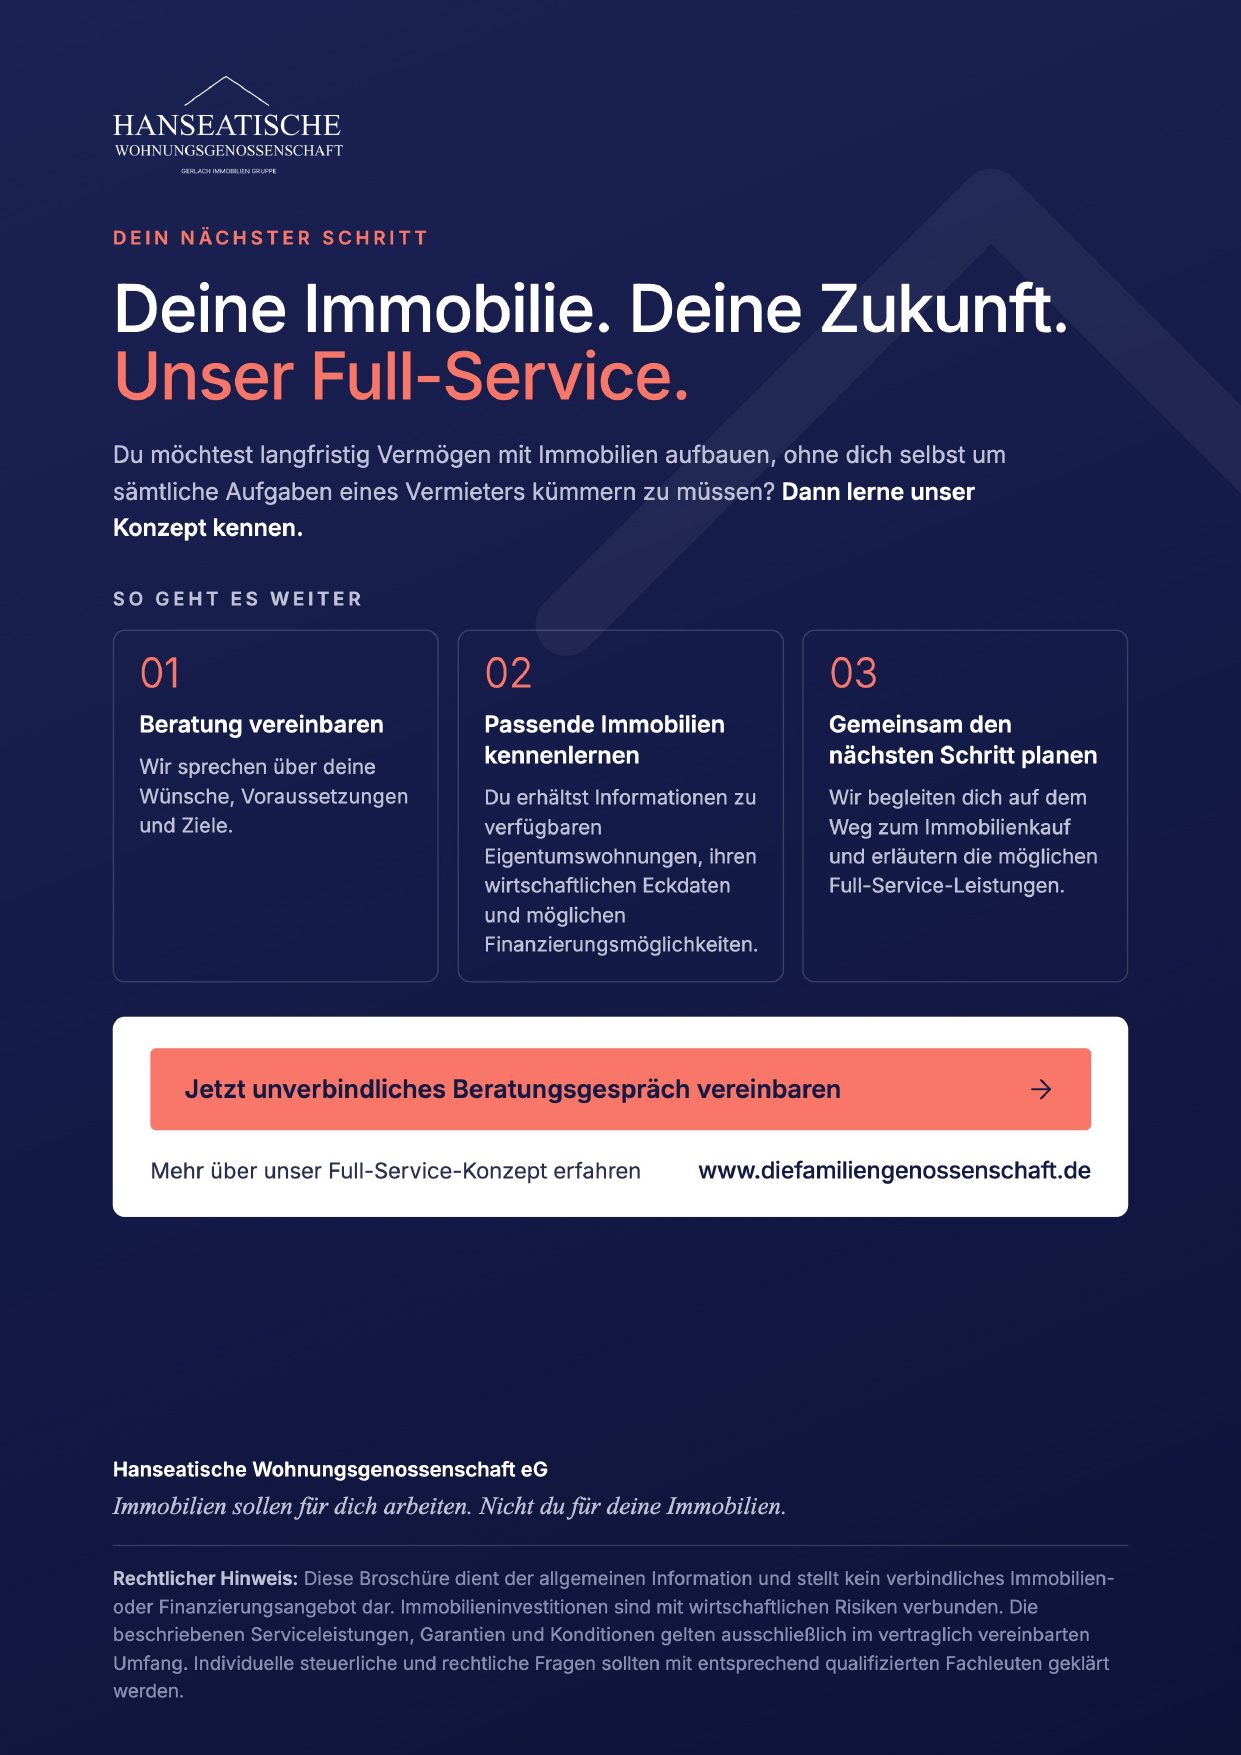 HANSEATISCHE
WOHNUNGSGENOSSENSCHAFT
GERLACH IMMOBILIEN GRUPPE
DEIN NÄCHSTER SCHRITT
Deine Immobilie. Deine Zukunft.
Unser Full-Service.
Du möchtest langfristig Vermögen mit Immobilien aufbauen, ohne dich selbst um
sämtliche Aufgaben eines Vermieters kümmern zu müssen? Dann lerne unser
Konzept kennen.
SO GEHT ES WEITER
01
Beratung vereinbaren
Wir sprechen über deine
Wünsche, Voraussetzungen
und Ziele.
02
Passende Immobilien
kennenlernen
Du erhältst Informationen zu
verfügbaren
Eigentumswohnungen, ihren
wirtschaftlichen Eckdaten
und möglichen
Finanzierungsmöglichkeiten.
03
Gemeinsam den
nächsten Schritt planen
Wir begleiten dich auf dem
Weg zum Immobilienkauf
und erläutern die möglichen
Full-Service-Leistungen.
Jetzt unverbindliches Beratungsgespräch vereinbaren →
Mehr über unser Full-Service-Konzept erfahren www.diefamiliengenossenschaft.de
Hanseatische Wohnungsgenossenschaft eG
Immobilien sollen für dich arbeiten. Nicht du für deine Immobilien.
Rechtlicher Hinweis: Diese Broschüre dient der allgemeinen Information und stellt kein verbindliches Immobilien-
oder Finanzierungsangebot dar. Immobilieninvestitionen sind mit wirtschaftlichen Risiken verbunden. Die
beschriebenen Serviceleistungen, Garantien und Konditionen gelten ausschließlich im vertraglich vereinbarten
Umfang. Individuelle steuerliche und rechtliche Fragen sollten mit entsprechend qualifizierten Fachleuten geklärt
werden.